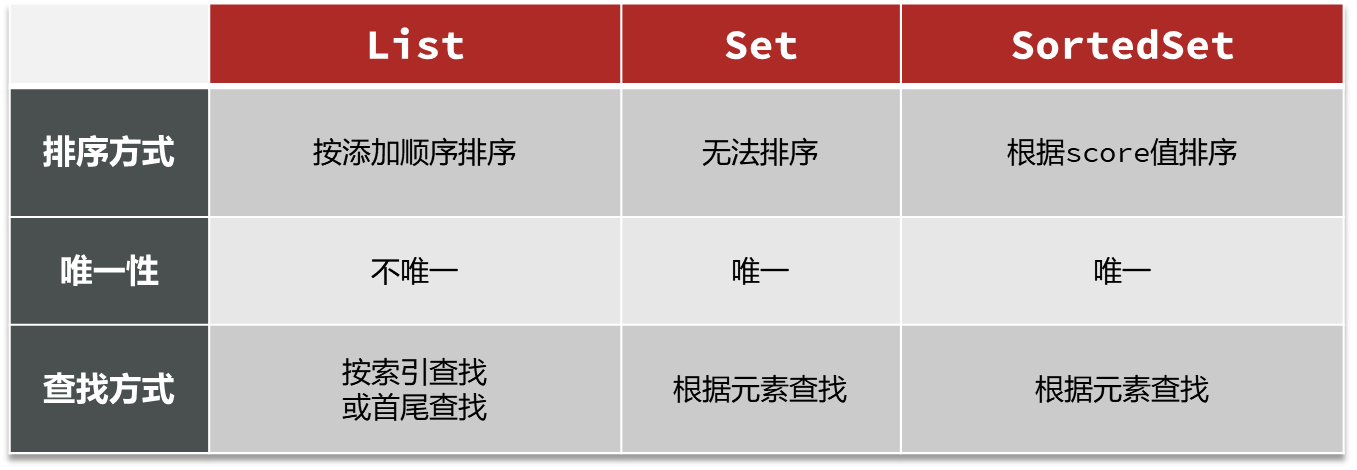 List
Set
SortedSet
排序方式
按添加顺序排序
无法排序
根据score值排序
唯一性
不唯一
唯一
唯一
查找方式
按索引查找
或首尾查找
根据元素查找
根据元素查找